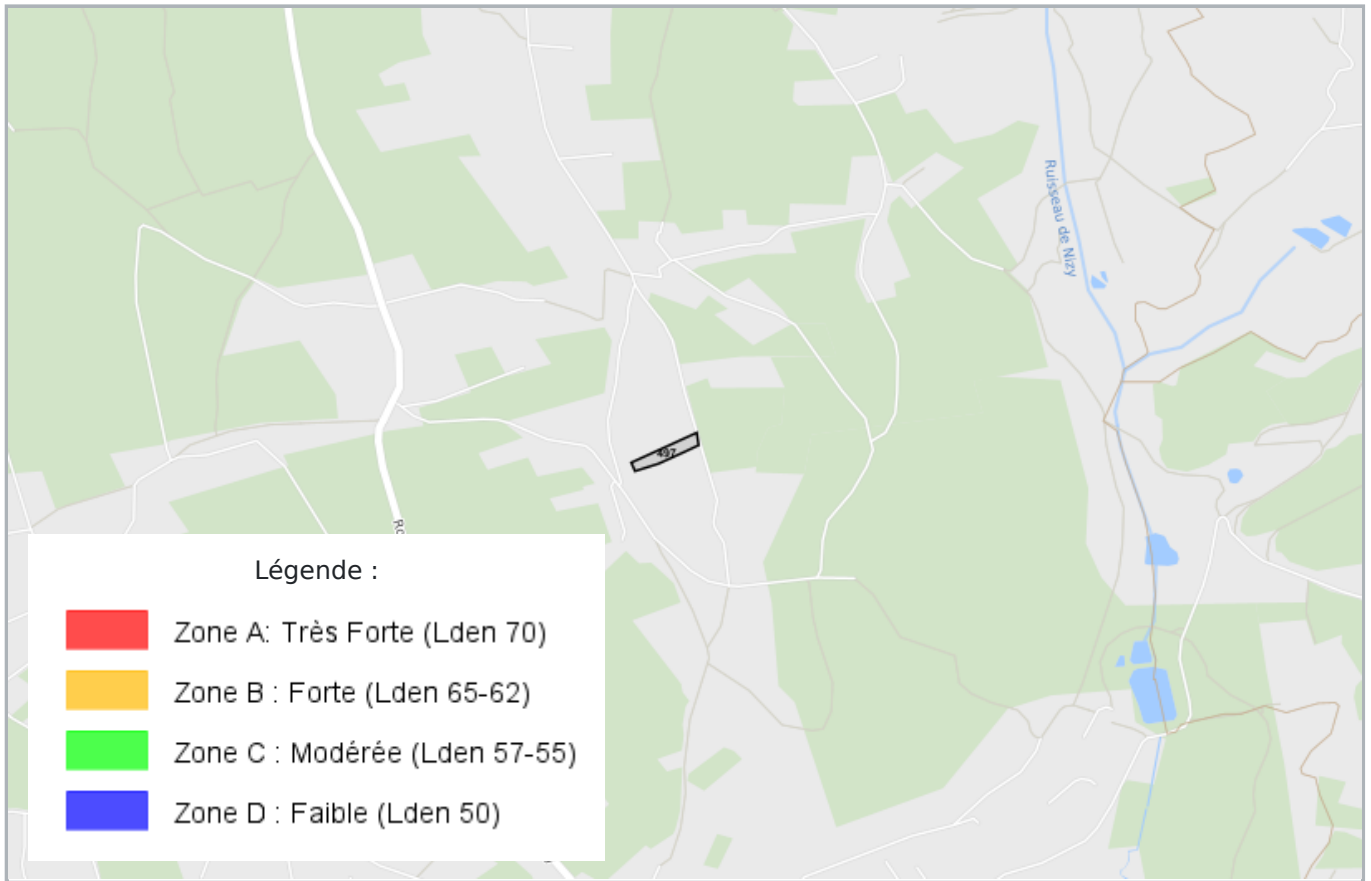 Ruisseau de Nizy
497
Légende :
Zone A: Très Forte (Lden 70)
Zone B : Forte (Lden 65-62)
Zone C : Modérée (Lden 57-55)
Zone D : Faible (Lden 50)